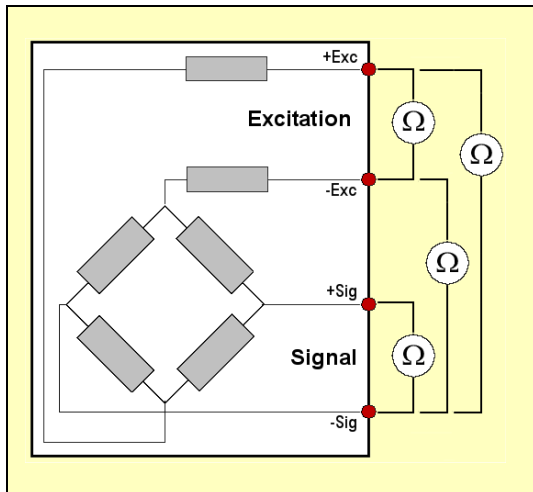 +Exc
Excitation
Ω
Ω
-Exc
Ω
+Sig
Signal
Ω
-Sig